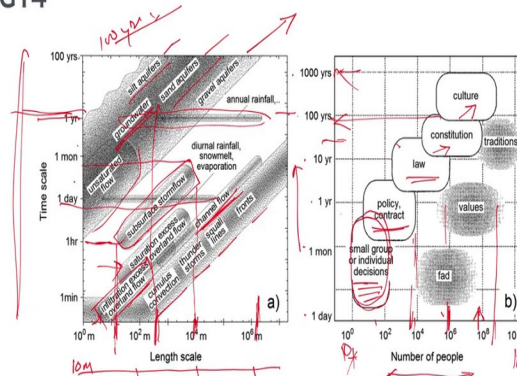 100yrs
100 yrs
1 yr
1 mon
1 day
1hr
1min
Time scale
silt aquifers
sand aquifers
gravel aquifers
groundwater
annual rainfall,..
unsaturated
flow
diurnal rainfall,
snowmelt,
evaporation
subsurface stormflow
saturation excess
overland flow
channel flow
infiltration excess
overland flow
cumulus
convection
thunder
storms
squall
lines
fronts
a)
10⁰ m
10² m
10⁴ m
10⁶ m
Length scale
10m
1000 yrs
100 yrs
10 yr
1 yr
1 mon
1 day
culture
constitution
traditions
law
policy,
contract
values
small group
or individual
decisions
fad
b)
10⁰
10²
10⁴
10⁶
10⁸
Number of people